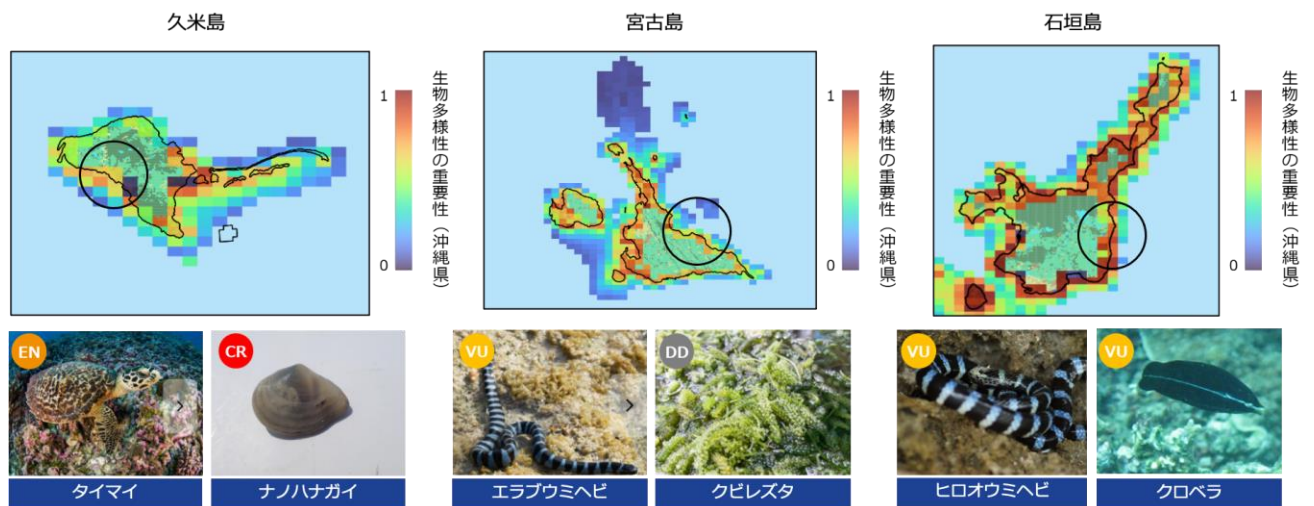 久米島
宮古島
石垣島
1
0
生物多様性の重要性（沖縄県）
1
0
生物多様性の重要性（沖縄県）
1
0
生物多様性の重要性（沖縄県）
EN
CR
VU
DD
VU
VU
タイマイ
ナノハナガイ
エラブウミヘビ
クビレズタ
ヒロオウミヘビ
クロベラ